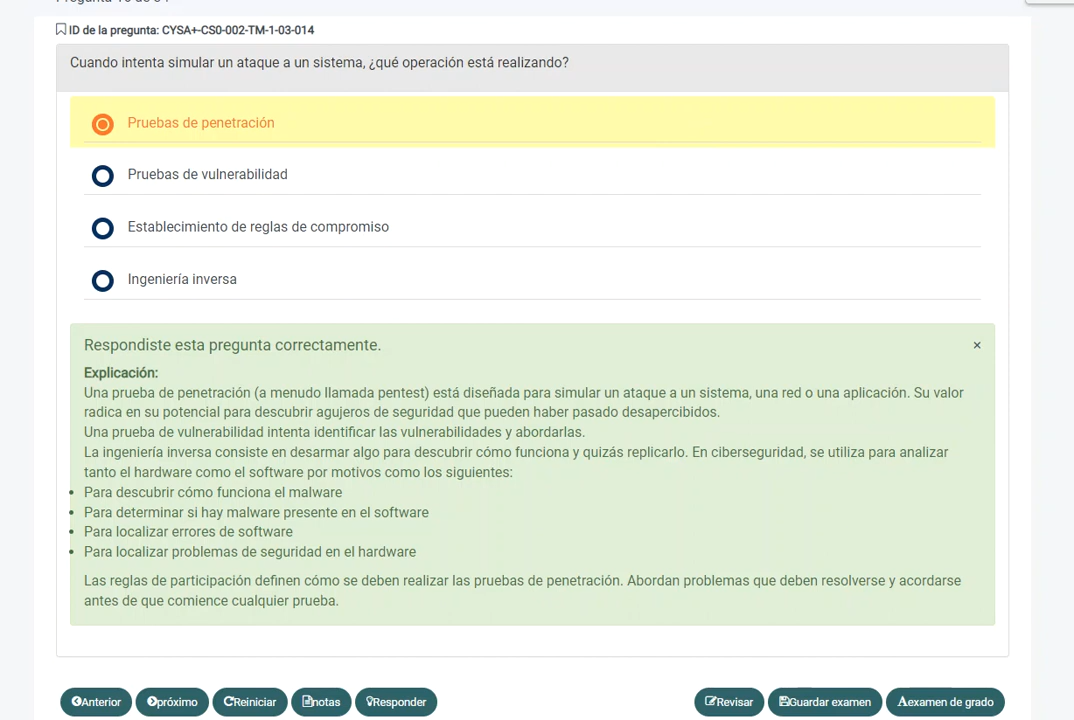 ID de la pregunta: CYSA+-CS0-002-TM-1-03-014
Cuando intenta simular un ataque a un sistema, ¿qué operación está realizando?
Pruebas de penetración
Pruebas de vulnerabilidad
Establecimiento de reglas de compromiso
Ingeniería inversa
Respondiste esta pregunta correctamente.
×
Explicación:
Una prueba de penetración (a menudo llamada pentest) está diseñada para simular un ataque a un sistema, una red o una aplicación. Su valor
radica en su potencial para descubrir agujeros de seguridad que pueden haber pasado desapercibidos.
Una prueba de vulnerabilidad intenta identificar las vulnerabilidades y abordarlas.
La ingeniería inversa consiste en desarmar algo para descubrir cómo funciona y quizás replicarlo. En ciberseguridad, se utiliza para analizar
tanto el hardware como el software por motivos como los siguientes:
• Para descubrir cómo funciona el malware
• Para determinar si hay malware presente en el software
• Para localizar errores de software
• Para localizar problemas de seguridad en el hardware
Las reglas de participación definen cómo se deben realizar las pruebas de penetración. Abordan problemas que deben resolverse y acordarse
antes de que comience cualquier prueba.
Anterior próximo Reiniciar notas Responder Revisar Guardar examen Aexamen de grado